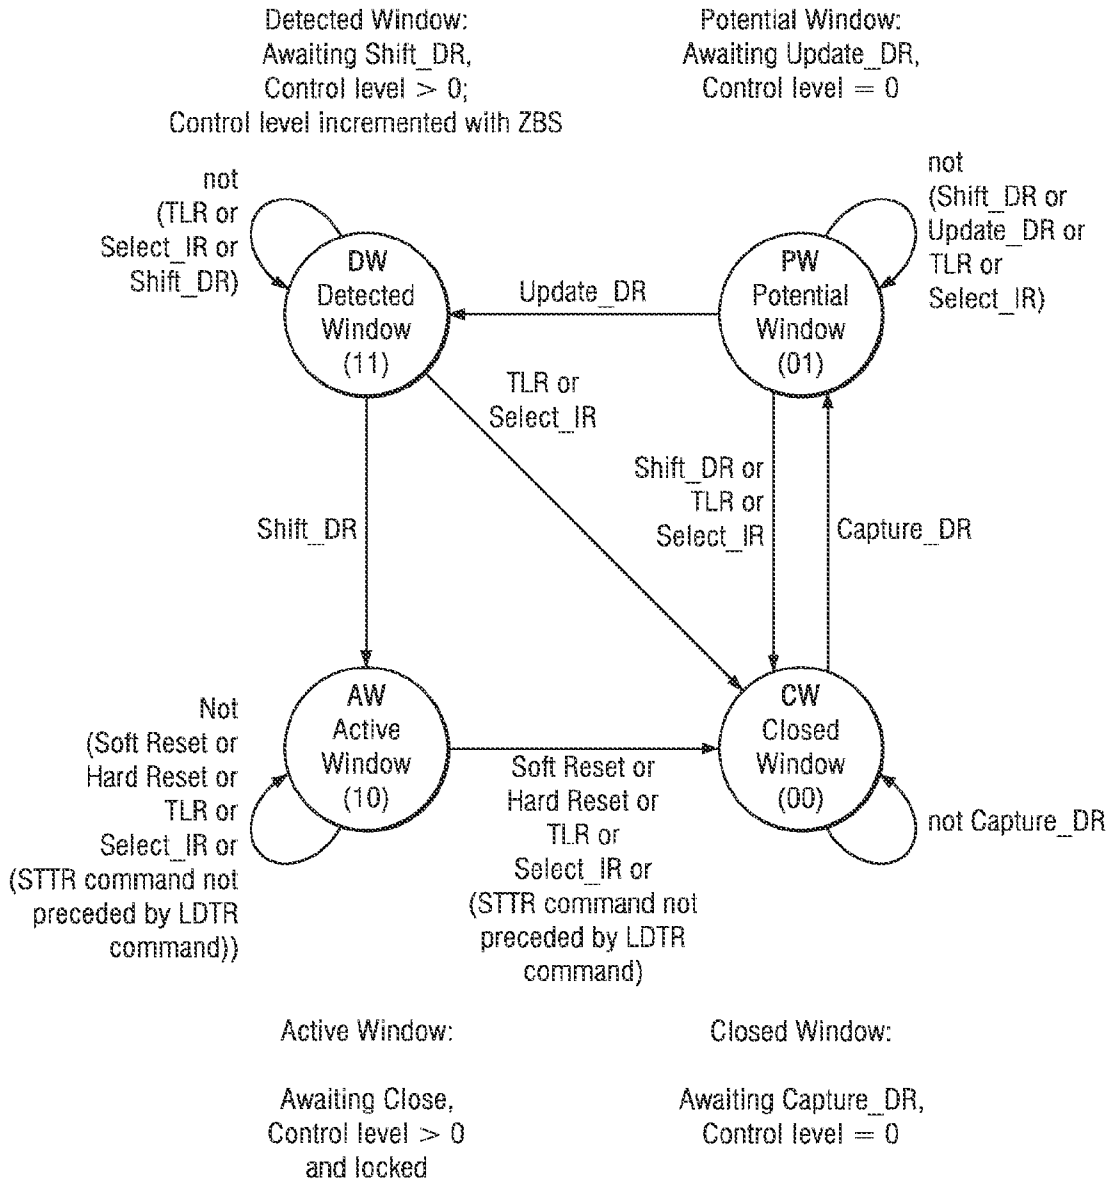 Detected Window:
Awaiting Shift_DR,
Control level > 0;
Control level incremented with ZBS
Potential Window:
Awaiting Update_DR,
Control level = 0
not
(TLR or
Select_IR or
Shift_DR)
DW
Detected
Window
(11)
Update_DR
PW
Potential
Window
(01)
not
(Shift_DR or
Update_DR or
TLR or
Select_IR)
TLR or
Select_IR
Shift_DR
Shift_DR or
TLR or
Select_IR
Capture_DR
Not
(Soft Reset or
Hard Reset or
TLR or
Select_IR or
(STTR command not
preceded by LDTR
command))
AW
Active
Window
(10)
Soft Reset or
Hard Reset or
TLR or
Select_IR or
(STTR command not
preceded by LDTR
command)
CW
Closed
Window
(00)
not Capture_DR
Active Window:
Awaiting Close,
Control level > 0
and locked
Closed Window:
Awaiting Capture_DR,
Control level = 0